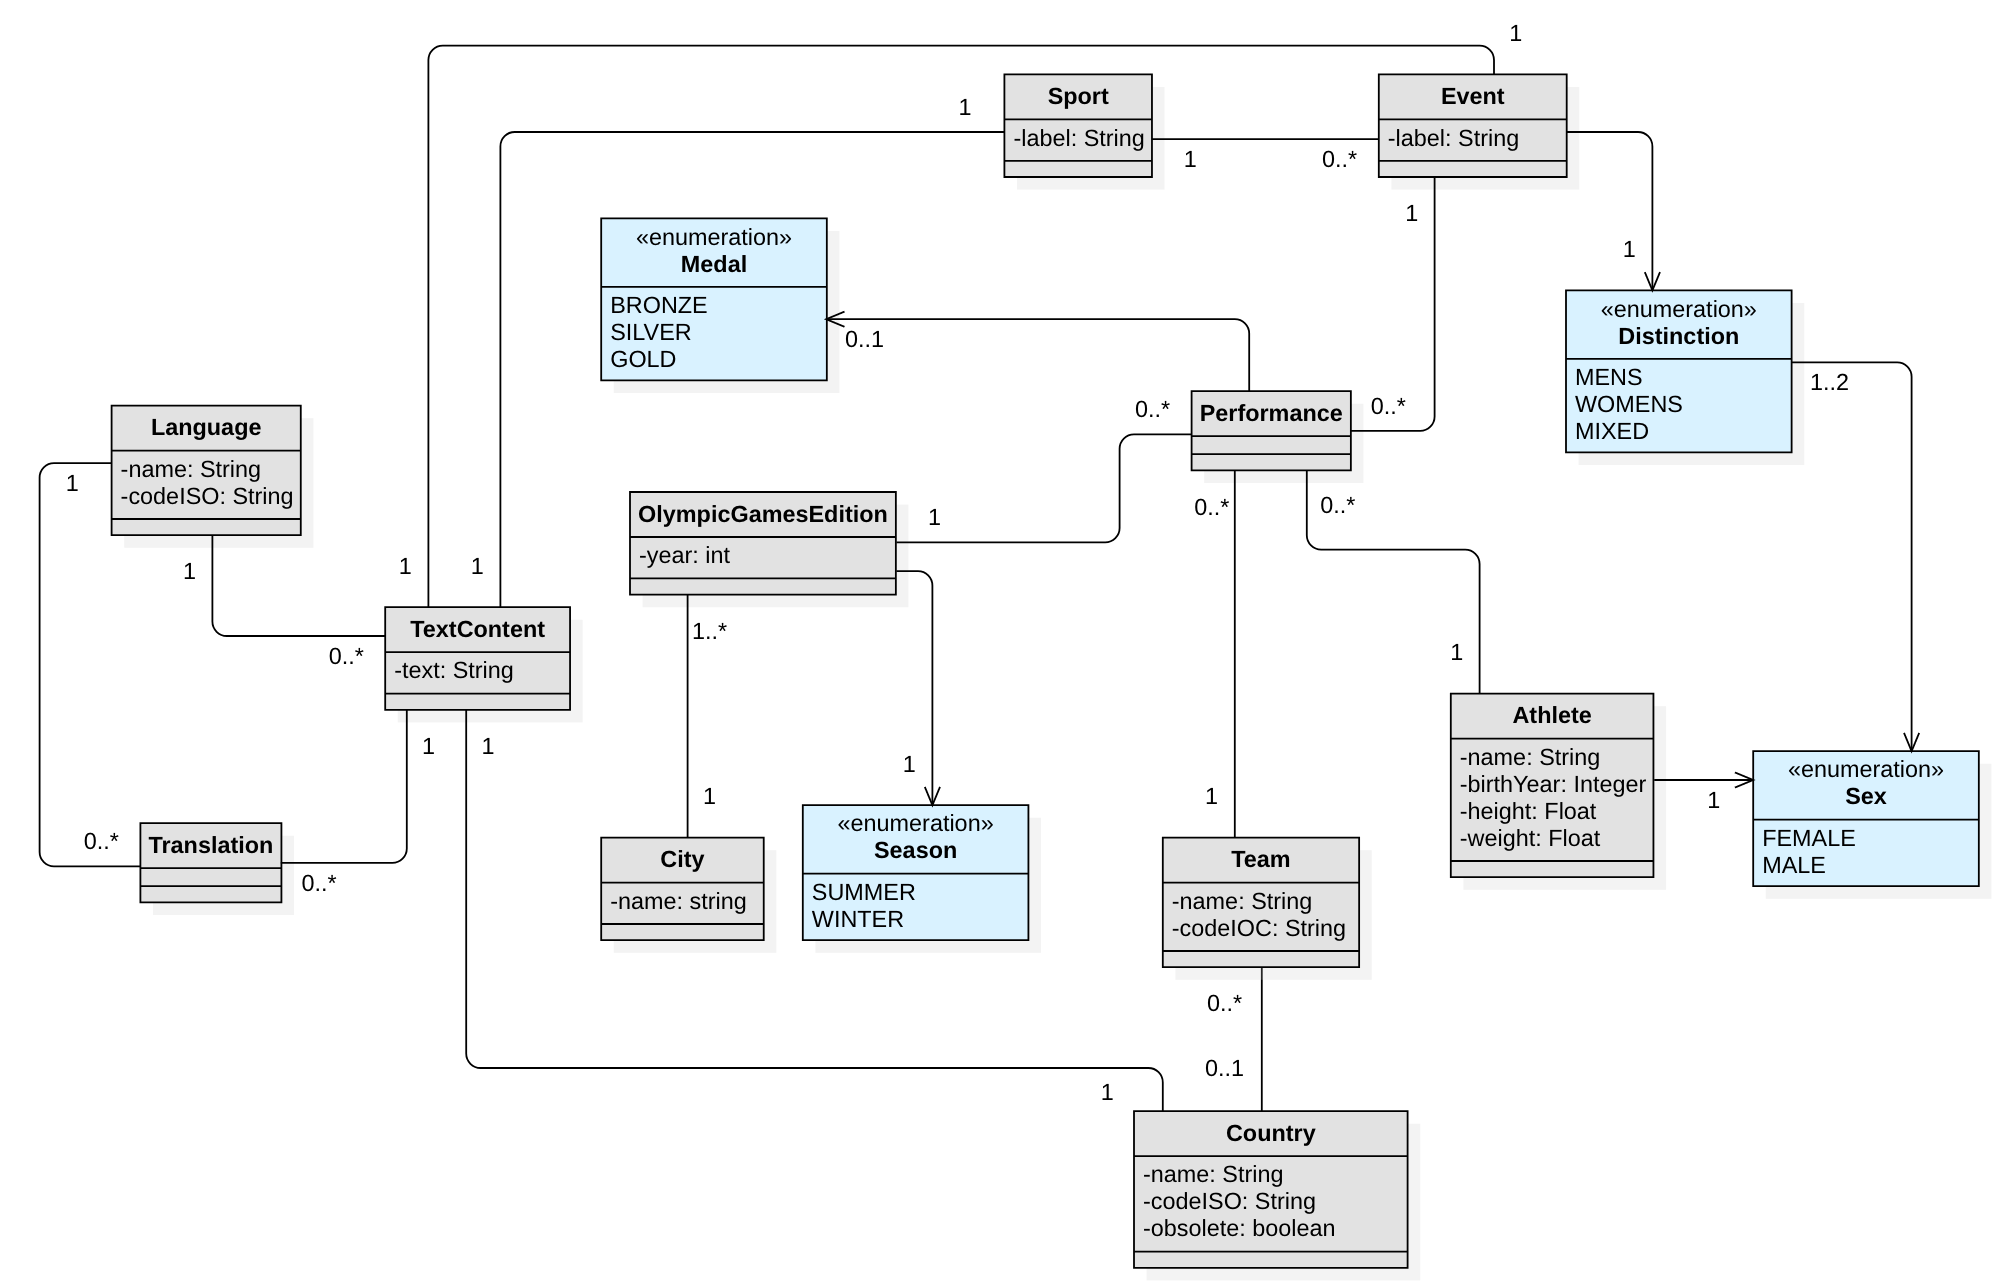 1
Sport
-label: String
1
1
0..*
Event
-label: String
1
1
«enumeration»
Medal
BRONZE
SILVER
GOLD
0..1
«enumeration»
Distinction
MENS
WOMENS
MIXED
1..2
Language
-name: String
-codeISO: String
1
1
0..*
Performance
0..*
0..*
0..*
OlympicGamesEdition
-year: int
1
1..*
1
1
1
TextContent
-text: String
0..*
1
1
1
Athlete
-name: String
-birthYear: Integer
-height: Float
-weight: Float
1
«enumeration»
Sex
FEMALE
MALE
0..*
Translation
0..*
1
City
-name: string
1
«enumeration»
Season
SUMMER
WINTER
1
Team
-name: String
-codeIOC: String
0..*
0..1
1
Country
-name: String
-codeISO: String
-obsolete: boolean